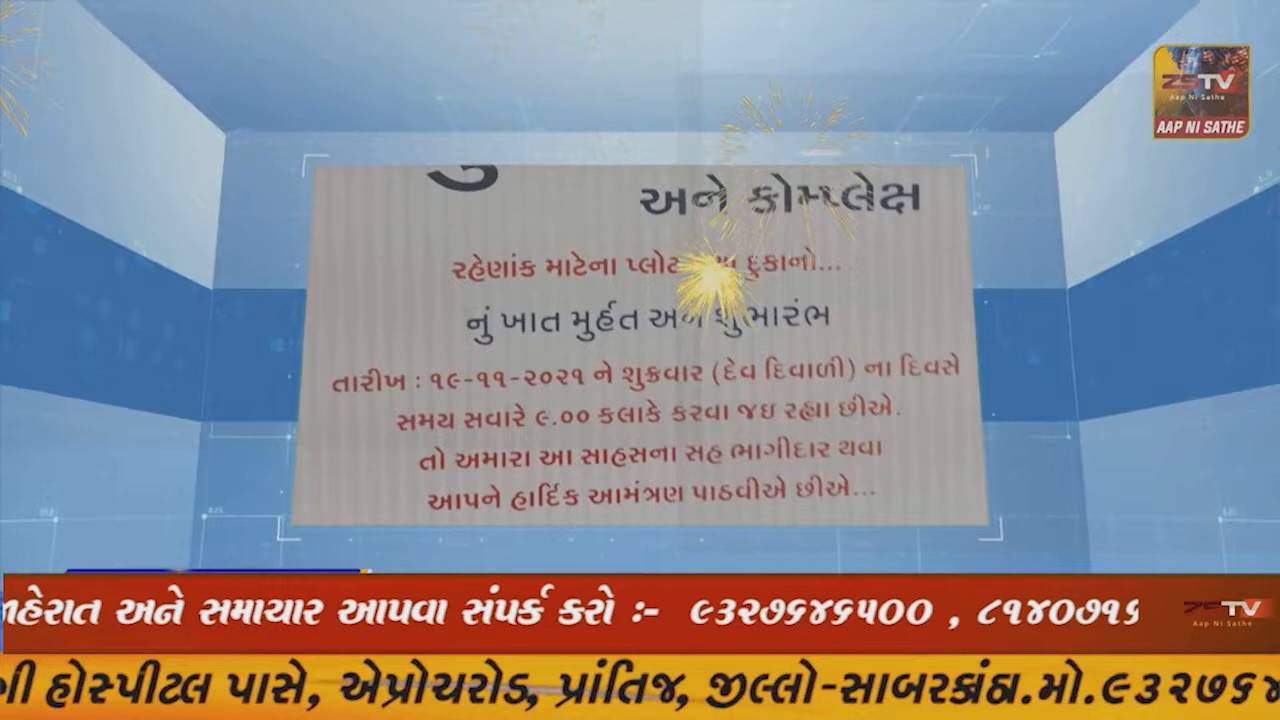 ZSTV
Aap Ni Sathe
AAP NI SATHE
અને કોમ્પ્લેક્ષ
રહેણાંક માટેના પ્લોટ દુકાનો...
નું ખાત મુર્હત અને શુભારંભ
તારીખ : ૧૯-૧૧-૨૦૨૧ ને શુક્રવાર (દેવ દિવાળી) ના દિવસે
સમય સવારે ૯.૦૦ કલાકે કરવા જઇ રહ્યા છીએ.
તો અમારા આ સાહસના સહ ભાગીદાર થવા
આપને હાર્દિક આમંત્રણ પાઠવીએ છીએ...
અને સમાચાર આપવા સંપર્ક કરો :- ૯૩૨૭૬૪૬૫૦૦ , ૮૧૪૦૭૧૬
ZSTV
Aap Ni Sathe
હોસ્પીટલ પાસે, એપ્રોચરોડ, પ્રાંતિજ, જીલ્લો-સાબરકાંઠા.મો.૯૩૨૭૬૪